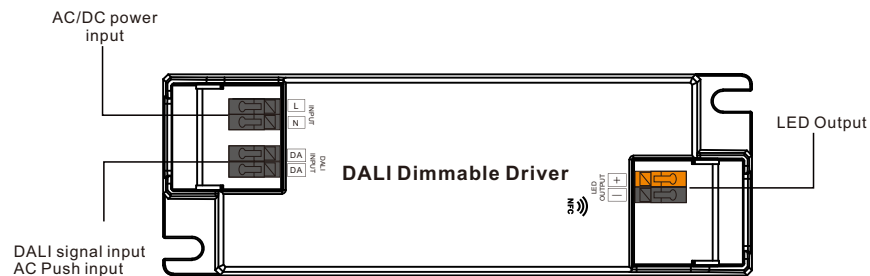 AC/DC power
input
L
N
INPUT
DA
DA
DALI
INPUT
DALI Dimmable Driver
NFC
LED
OUTPUT
+
—
LED Output
DALI signal input
AC Push input